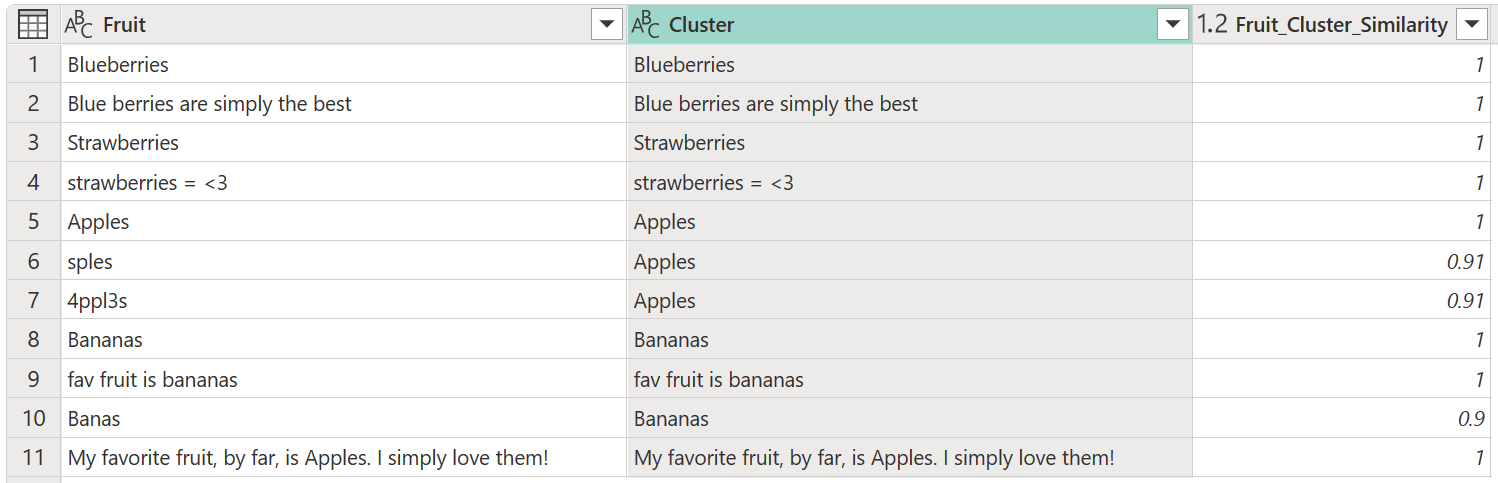 ABC Fruit ABC Cluster 1.2 Fruit_Cluster_Similarity
1 Blueberries Blueberries 1
2 Blue berries are simply the best Blue berries are simply the best 1
3 Strawberries Strawberries 1
4 strawberries = <3 strawberries = <3 1
5 Apples Apples 1
6 sples Apples 0.91
7 4ppl3s Apples 0.91
8 Bananas Bananas 1
9 fav fruit is bananas fav fruit is bananas 1
10 Banas Bananas 0.9
11 My favorite fruit, by far, is Apples. I simply love them! My favorite fruit, by far, is Apples. I simply love them! 1